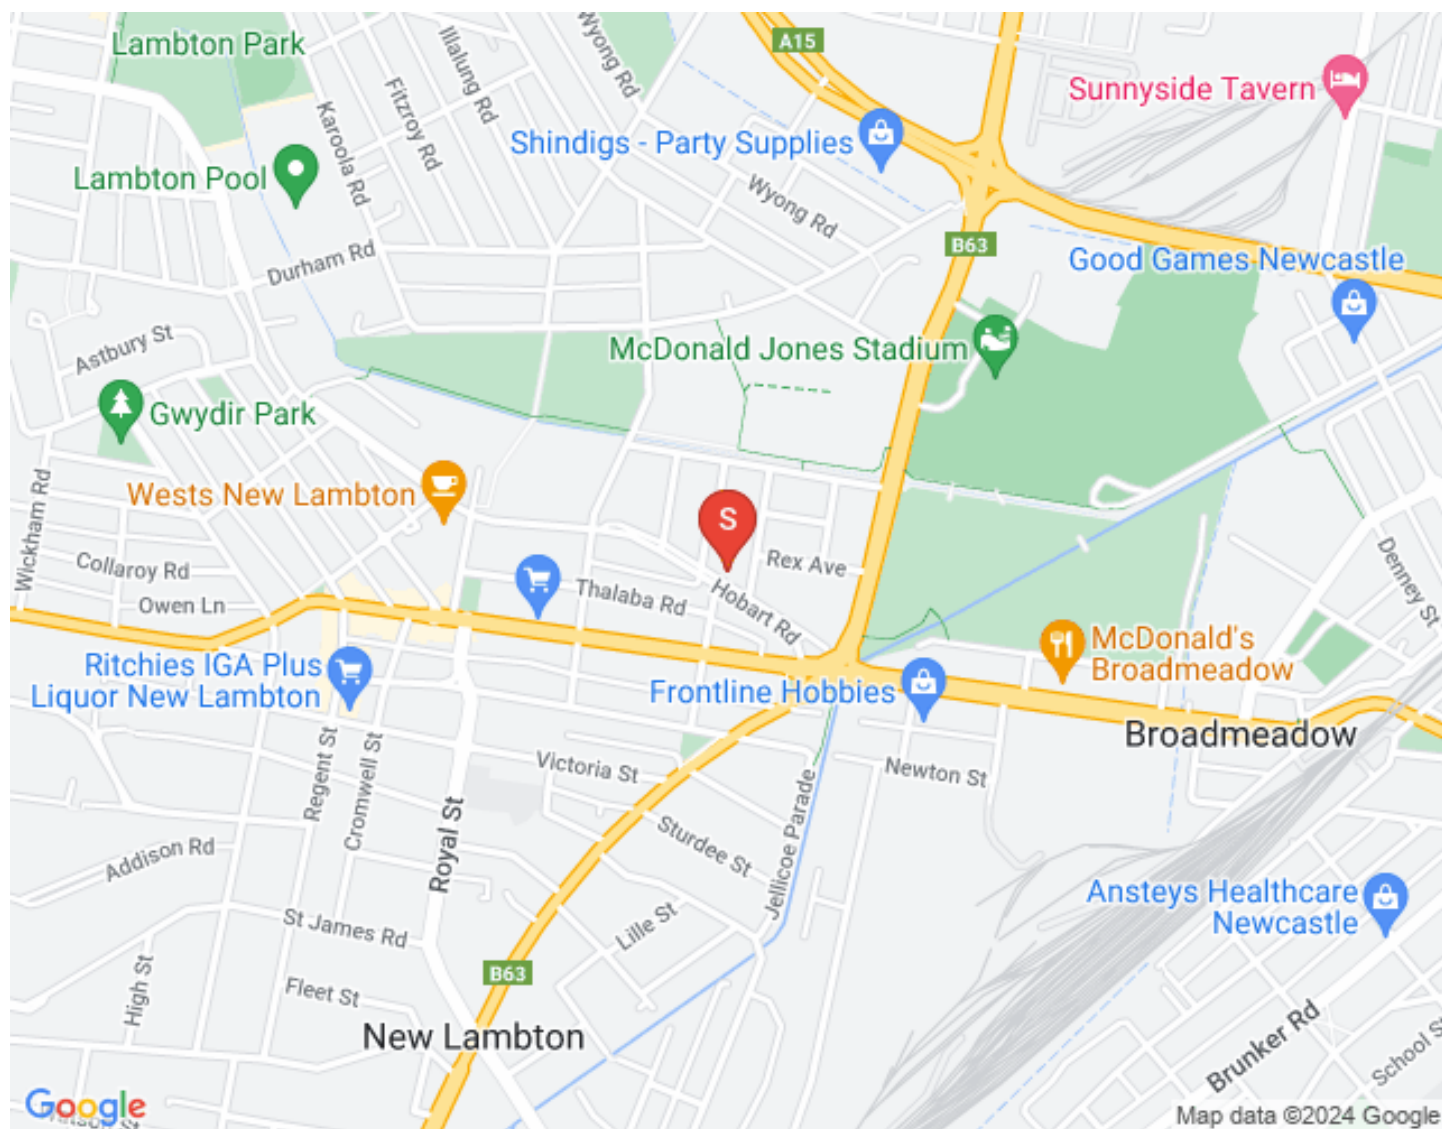 Lambton Park
Illalung Rd
Wyong Rd
A15
Sunnyside Tavern
Fitzroy Rd
Karoola Rd
Shindigs - Party Supplies
Lambton Pool
Wyong Rd
B63
Durham Rd
Good Games Newcastle
Astbury St
McDonald Jones Stadium
Gwydir Park
Wests New Lambton
Wickham Rd
S
Collaroy Rd
Rex Ave
Denney St
Owen Ln
Thalaba Rd
Hobart Rd
Ritchies IGA Plus
Liquor New Lambton
McDonald's
Broadmeadow
Frontline Hobbies
Broadmeadow
Regent St
Cromwell St
Victoria St
Newton St
Royal St
Sturdee St
Jellicoe Parade
Addison Rd
Ansteys Healthcare
Newcastle
St James Rd
Lille St
High St
Fleet St
B63
New Lambton
Brunker Rd
School St
Google
Map data ©2024 Google